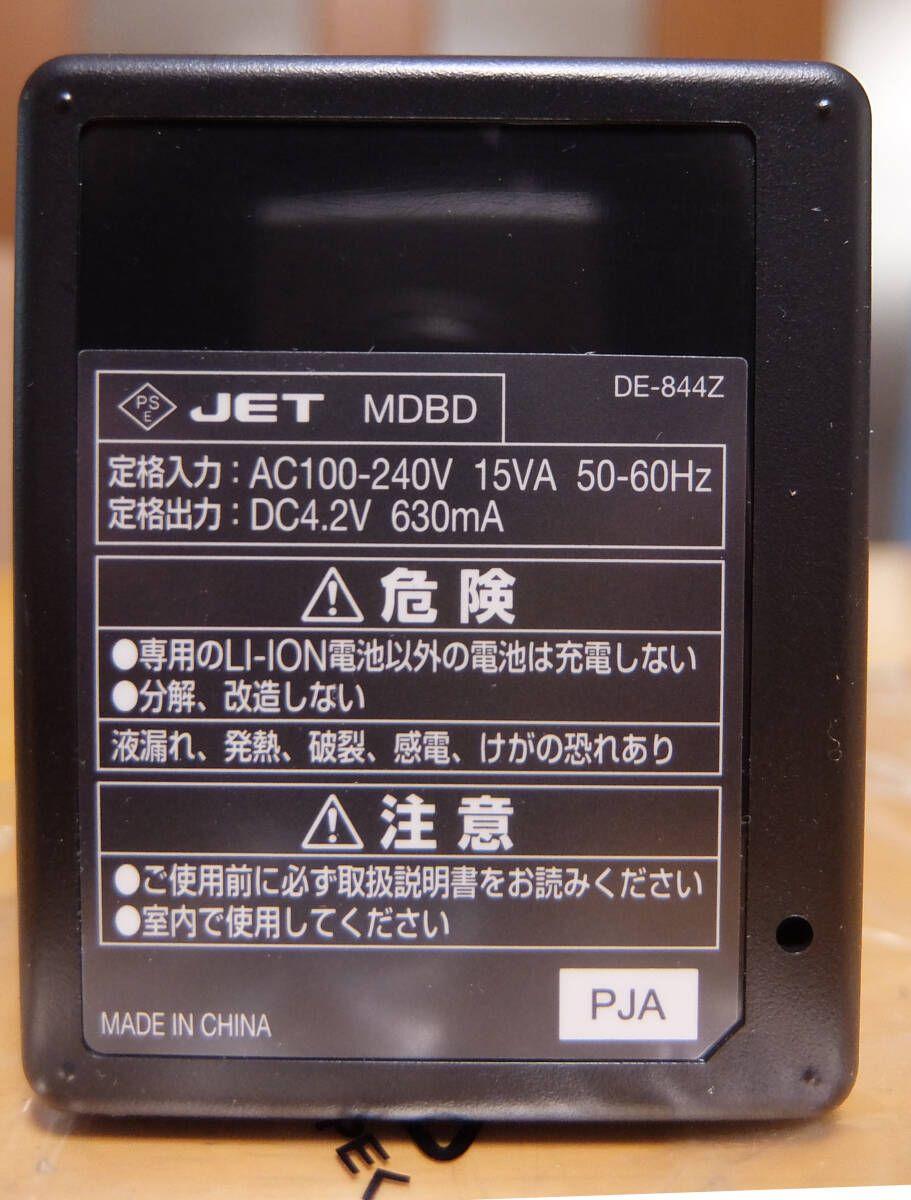 PSE JET MDBD
DE-844Z
定格入力：AC100-240V 15VA 50-60Hz
定格出力：DC4.2V 630mA
⚠危険
●専用のLI-ION電池以外の電池は充電しない
●分解、改造しない
液漏れ、発熱、破裂、感電、けがの恐れあり
⚠注意
●ご使用前に必ず取扱説明書をお読みください
●室内で使用してください
PJA
MADE IN CHINA